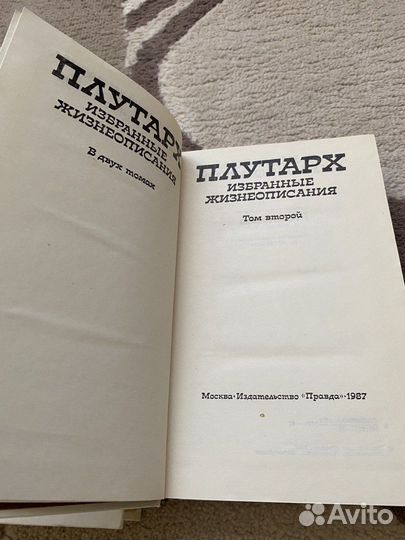 ПЛУТАРХ
ИЗБРАННЫЕ
ЖИЗНЕОПИСАНИЯ
В двух томах
ПЛУТАРХ
ИЗБРАННЫЕ
ЖИЗНЕОПИСАНИЯ
Том второй
Москва·Издательство «Правда»·1987
Avito